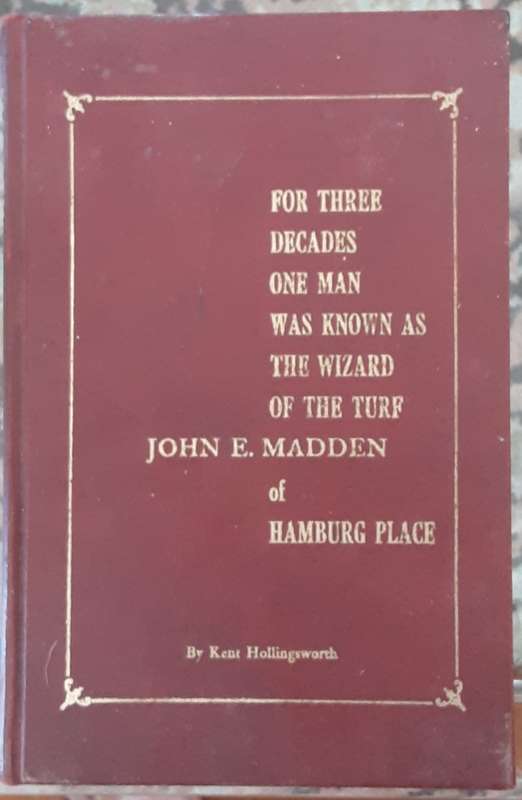 FOR THREE
DECADES
ONE MAN
WAS KNOWN AS
THE WIZARD
OF THE TURF
JOHN E. MADDEN
of
HAMBURG PLACE
By Kent Hollingsworth